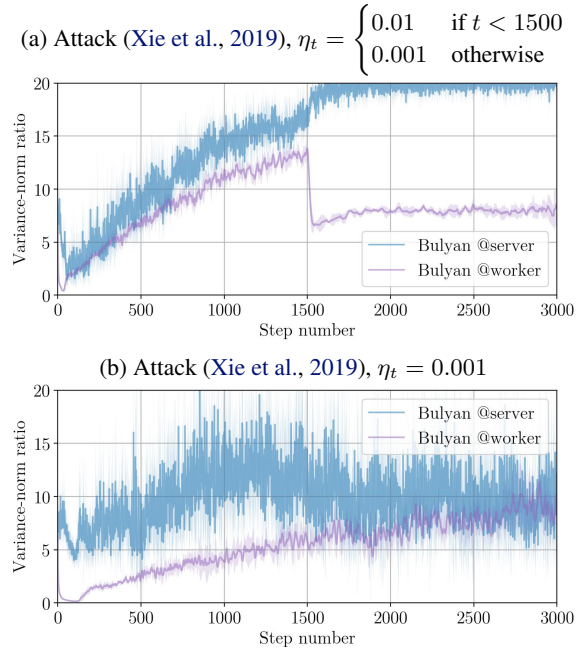 (a) Attack (Xie et al., 2019), η_t = { 0.01 if t < 1500
0.001 otherwise
20
15
10
5
0
Variance-norm ratio
Bulyan @server
Bulyan @worker
0 500 1000 1500 2000 2500 3000
Step number
(b) Attack (Xie et al., 2019), η_t = 0.001
20
15
10
5
0
Variance-norm ratio
Bulyan @server
Bulyan @worker
0 500 1000 1500 2000 2500 3000
Step number